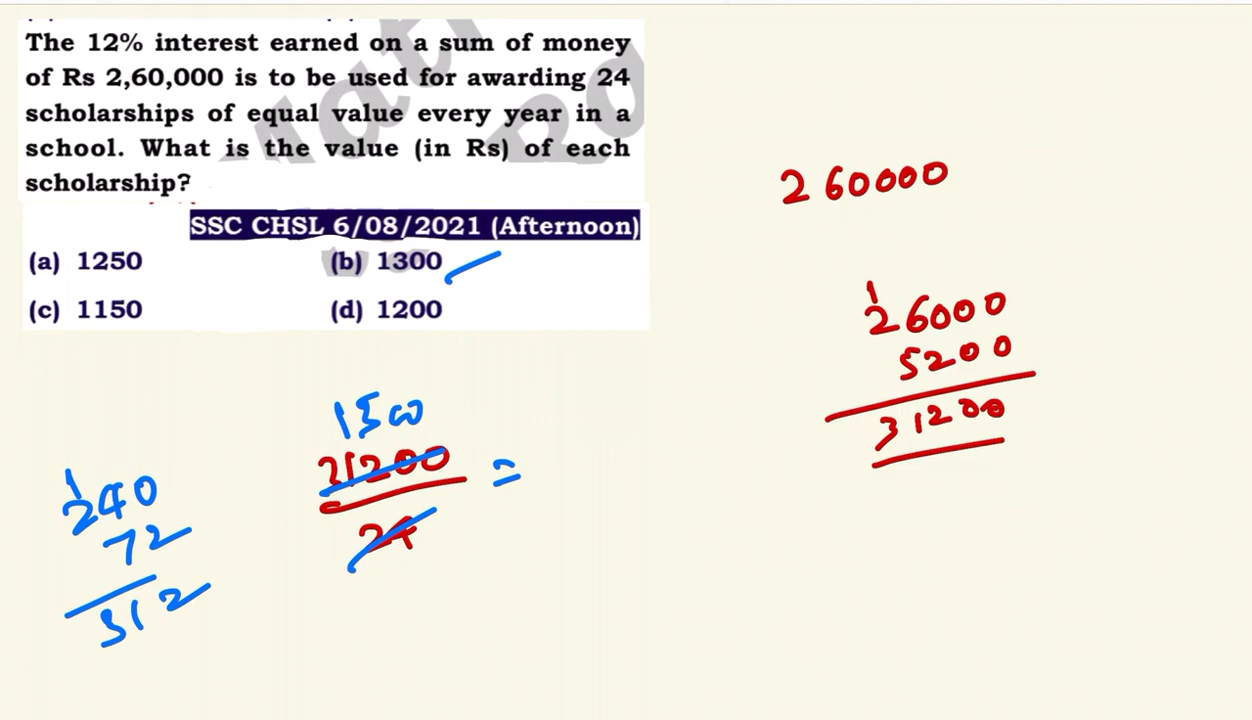 The 12% interest earned on a sum of money
of Rs 2,60,000 is to be used for awarding 24
scholarships of equal value every year in a
school. What is the value (in Rs) of each
scholarship?
SSC CHSL 6/08/2021 (Afternoon)
(a) 1250 (b) 1300
(c) 1150 (d) 1200
260000
1
26000
5200
31200
1300
31200 =
24
1
240
72
312